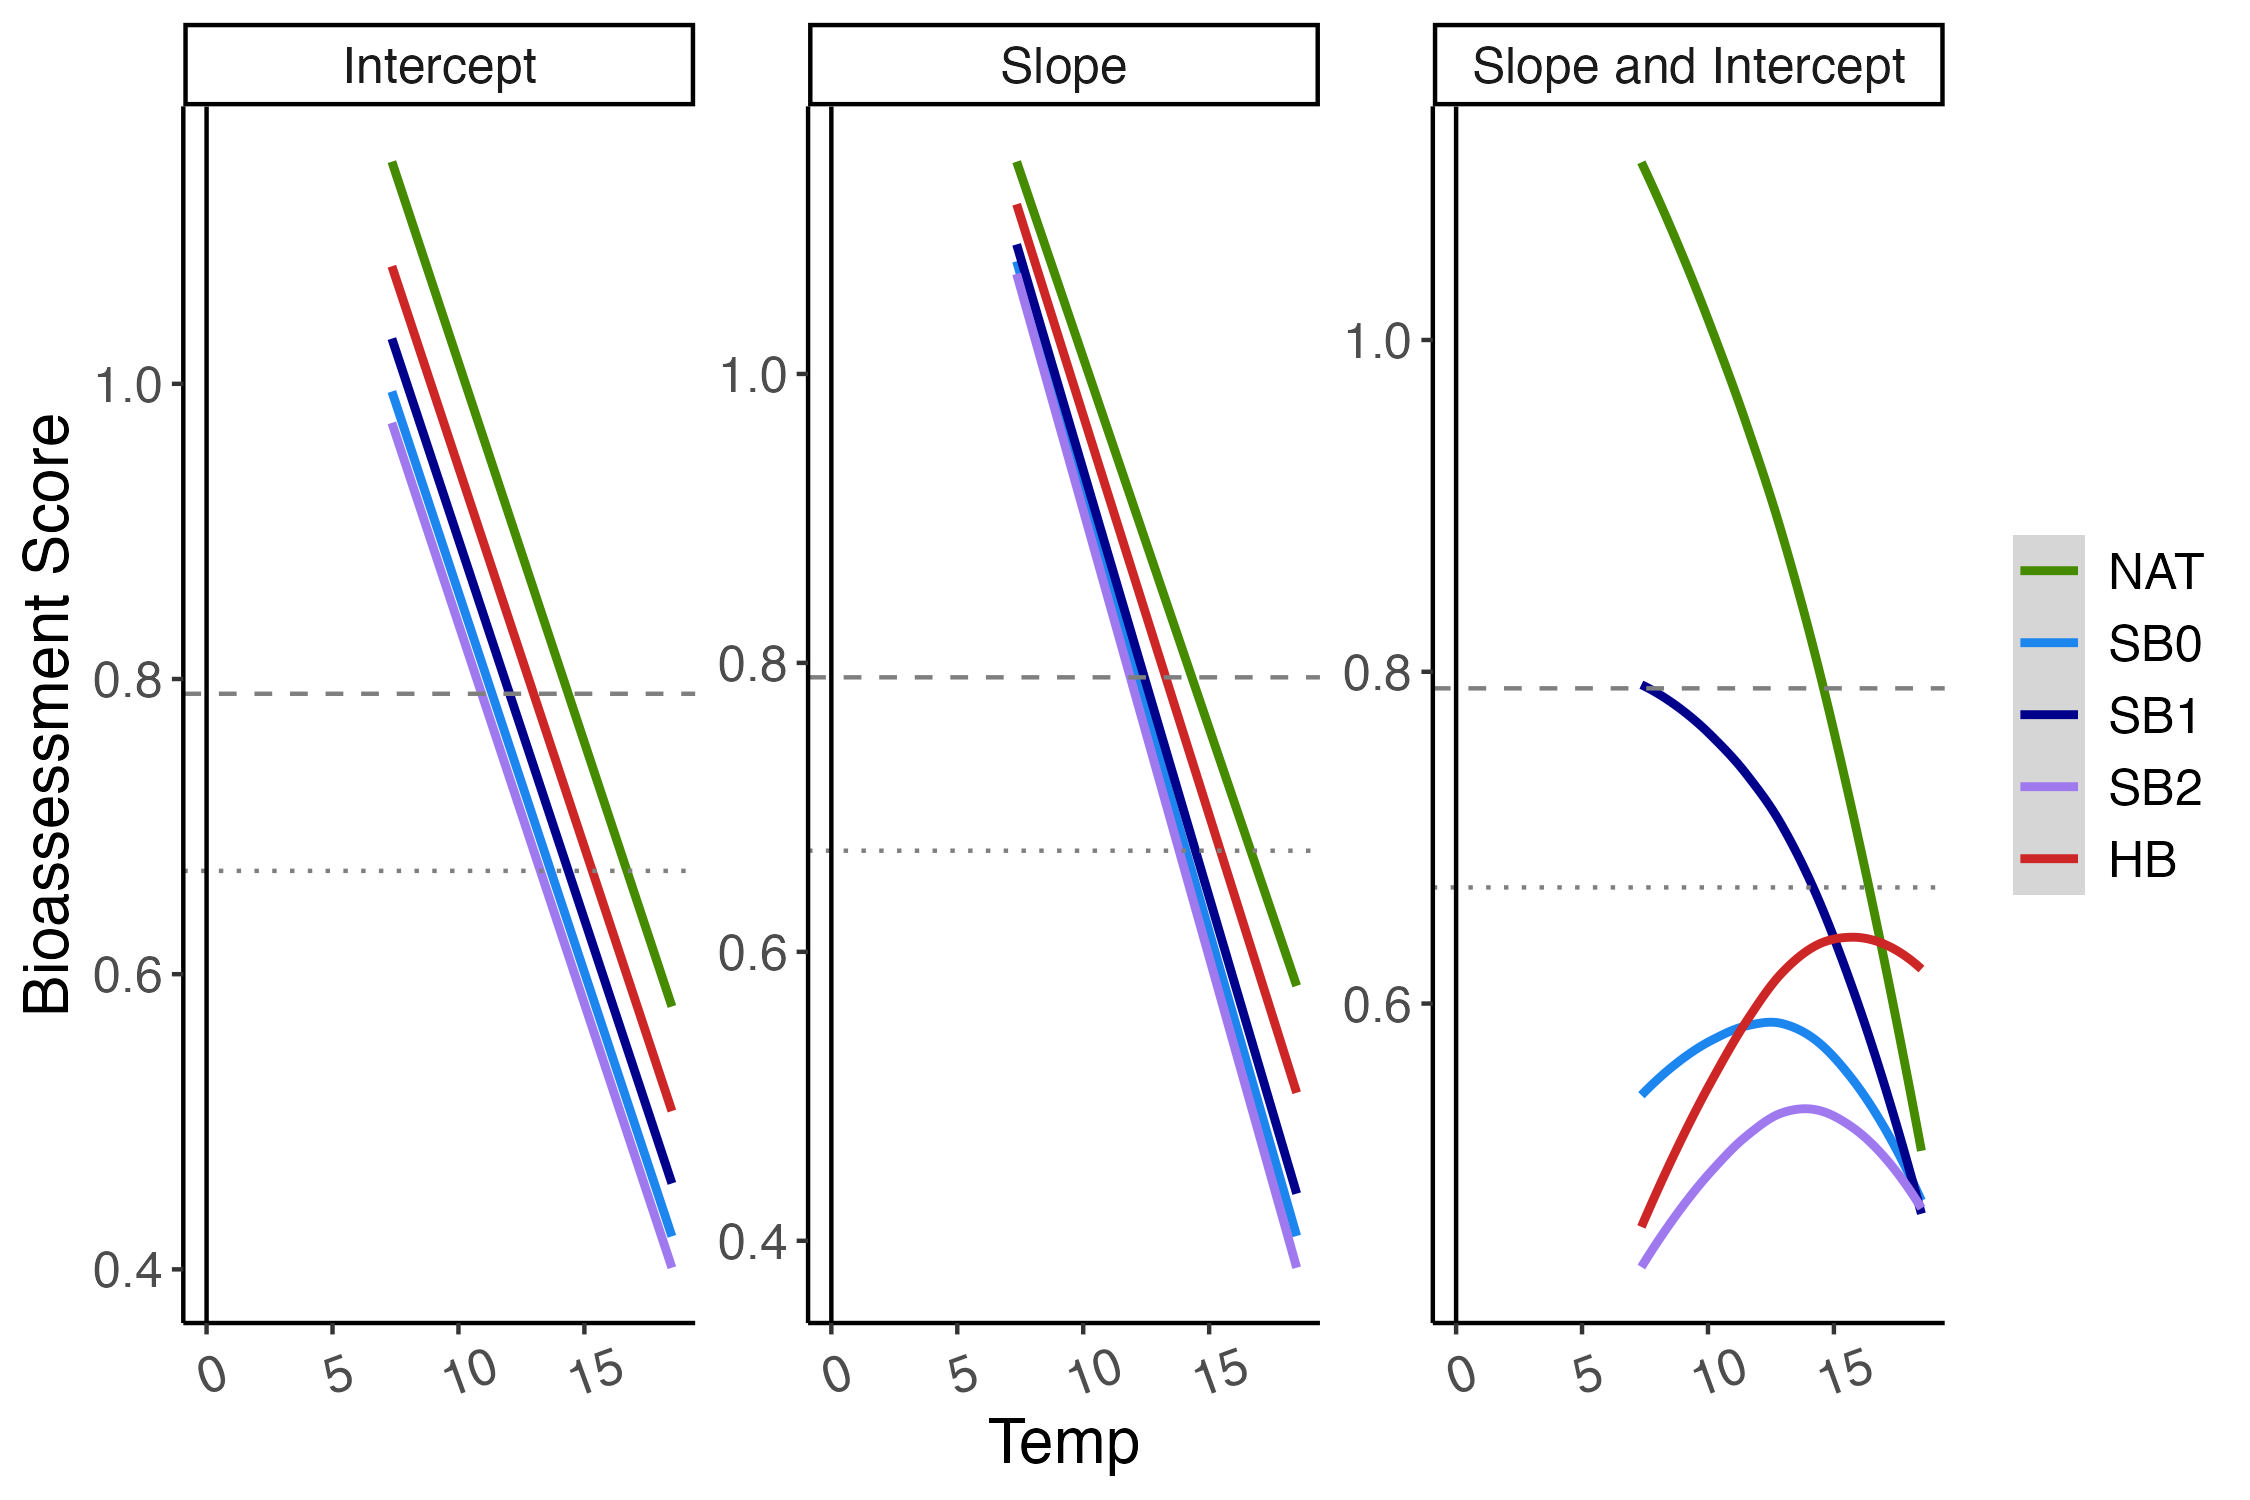 Intercept
Slope
Slope and Intercept
Bioassessment Score
1.0
0.8
0.6
0.4
1.0
0.8
0.6
0.4
1.0
0.8
0.6
0 5 10 15
0 5 10 15
0 5 10 15
Temp
NAT
SB0
SB1
SB2
HB